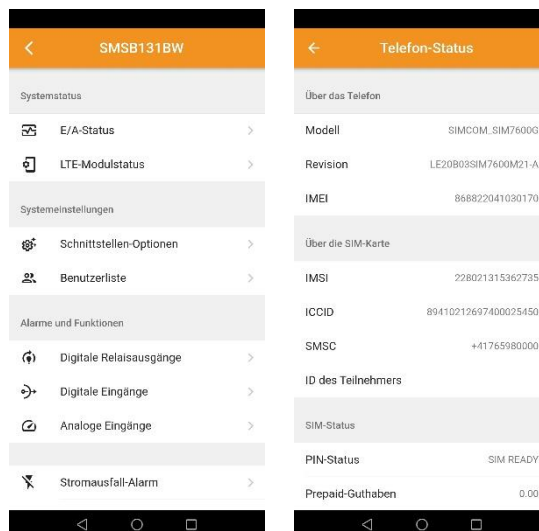 SMSB131BW
Systemstatus
E/A-Status
LTE-Modulstatus
Systemeinstellungen
Schnittstellen-Optionen
Benutzerliste
Alarme und Funktionen
Digitale Relaisausgänge
Digitale Eingänge
Analoge Eingänge
Stromausfall-Alarm
Telefon-Status
Über das Telefon
Modell SIMCOM_SIM7600G
Revision LE20B03SIM7600M21-A
IMEI 868822041030170
Über die SIM-Karte
IMSI 228021315362735
ICCID 89410212697400025450
SMSC +41765980000
ID des Teilnehmers
SIM-Status
PIN-Status SIM READY
Prepaid-Guthaben 0.00